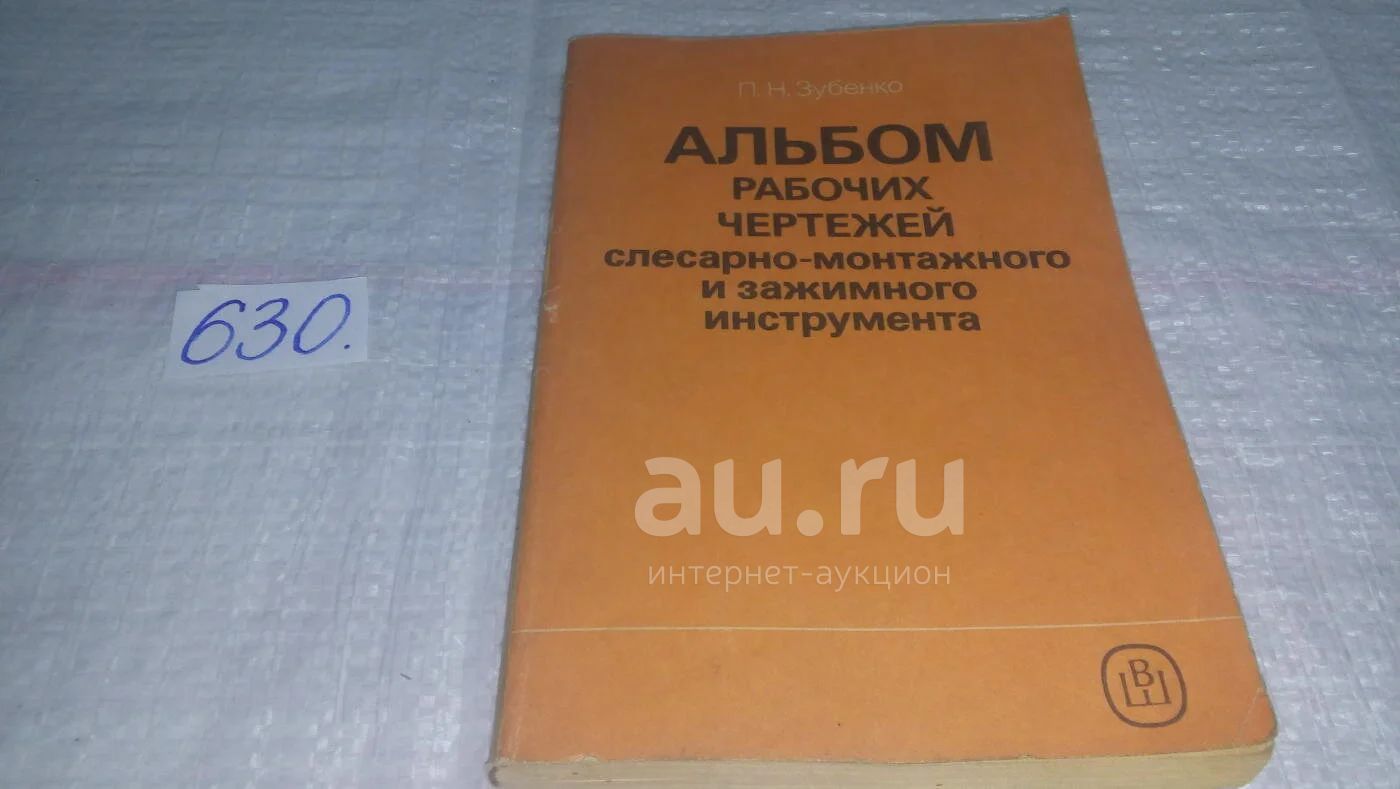 630.
П. Н. Зубенко
АЛЬБОМ
РАБОЧИХ
ЧЕРТЕЖЕЙ
слесарно-монтажного
и зажимного
инструмента
au.ru
интернет-аукцион
ВШ